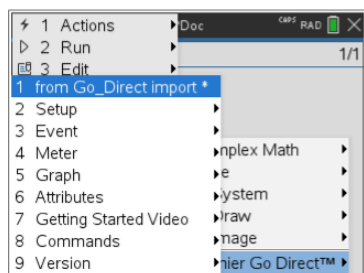 1 Actions
Doc
CAPS RAD
2 Run
1/1
3 Edit
1 from Go_Direct import *
2 Setup
3 Event
4 Meter
5 Graph
6 Attributes
7 Getting Started Video
8 Commands
9 Version
mplex Math
e
ystem
raw
mage
nier Go Direct™